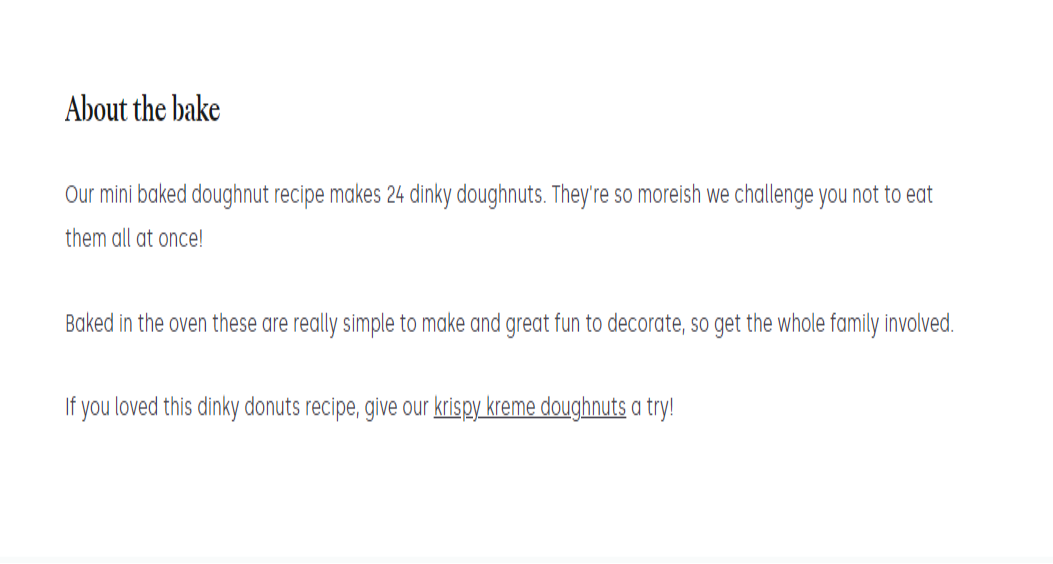 About the bake
Our mini baked doughnut recipe makes 24 dinky doughnuts. They're so moreish we challenge you not to eat
them all at once!
Baked in the oven these are really simple to make and great fun to decorate, so get the whole family involved.
If you loved this dinky donuts recipe, give our krispy kreme doughnuts a try!